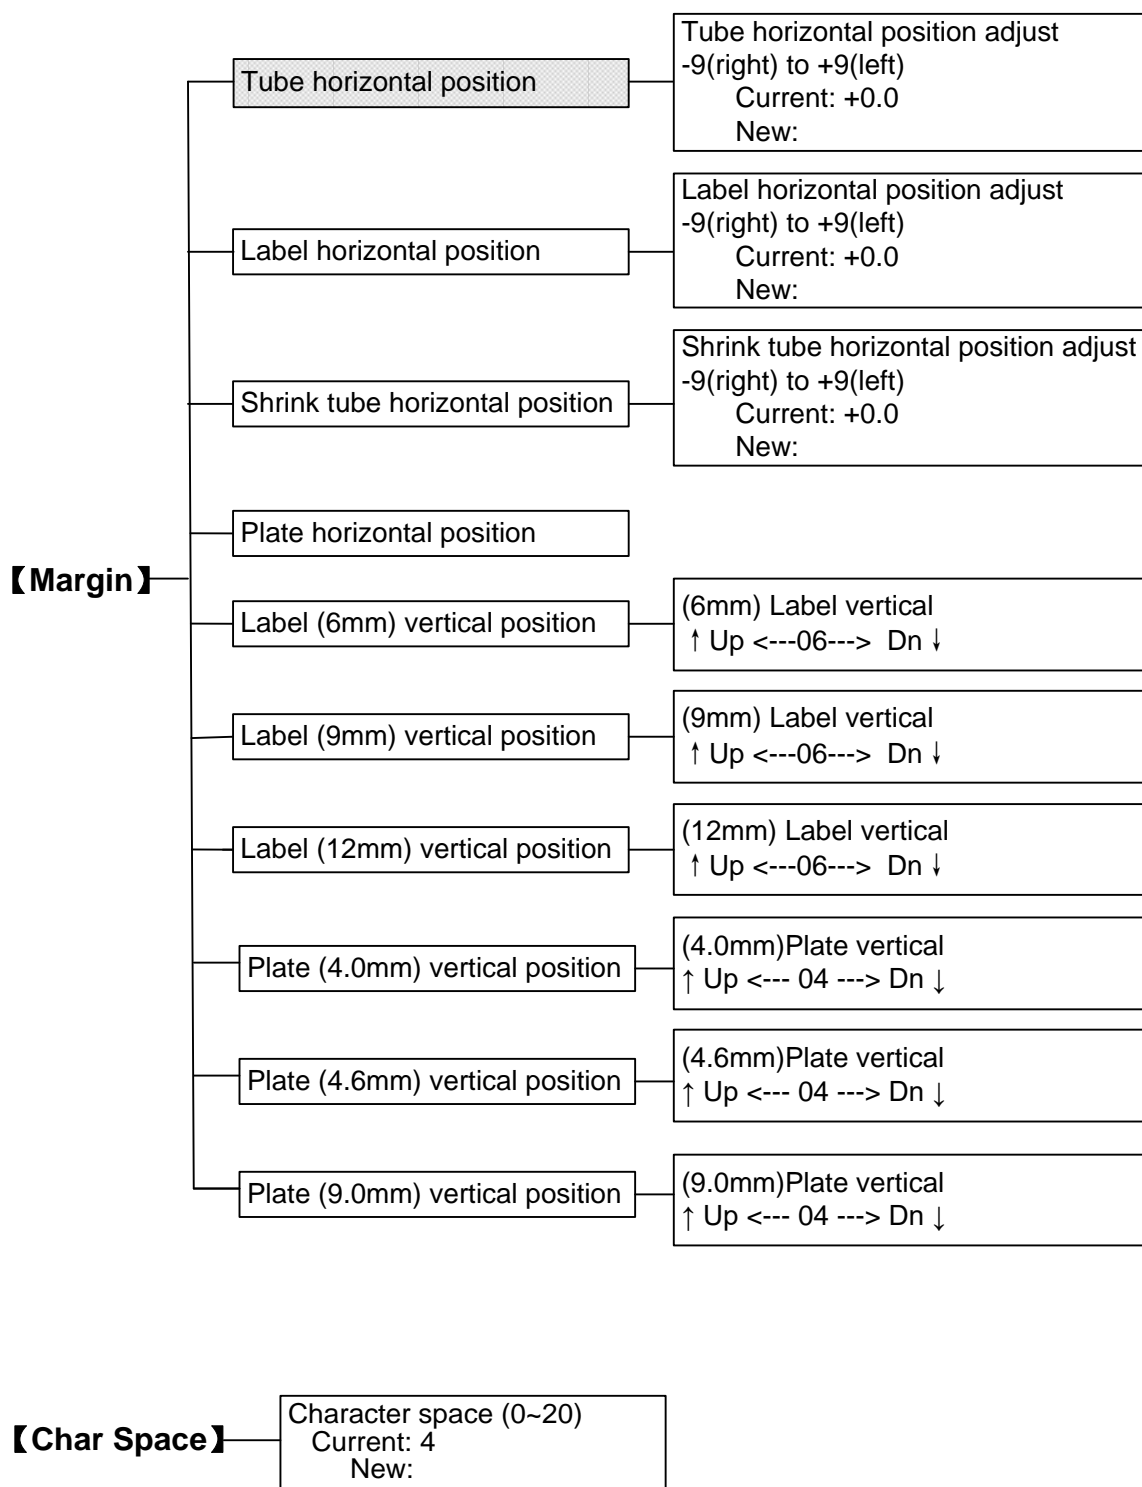 Tube horizontal position
Tube horizontal position adjust
-9(right) to +9(left)
Current: +0.0
New:
Label horizontal position
Label horizontal position adjust
-9(right) to +9(left)
Current: +0.0
New:
Shrink tube horizontal position
Shrink tube horizontal position adjust
-9(right) to +9(left)
Current: +0.0
New:
Plate horizontal position
【Margin】
Label (6mm) vertical position
(6mm) Label vertical
↑ Up <---06---> Dn ↓
Label (9mm) vertical position
(9mm) Label vertical
↑ Up <---06---> Dn ↓
Label (12mm) vertical position
(12mm) Label vertical
↑ Up <---06---> Dn ↓
Plate (4.0mm) vertical position
(4.0mm)Plate vertical
↑ Up <--- 04 ---> Dn ↓
Plate (4.6mm) vertical position
(4.6mm)Plate vertical
↑ Up <--- 04 ---> Dn ↓
Plate (9.0mm) vertical position
(9.0mm)Plate vertical
↑ Up <--- 04 ---> Dn ↓
【Char Space】
Character space (0~20)
Current: 4
New: